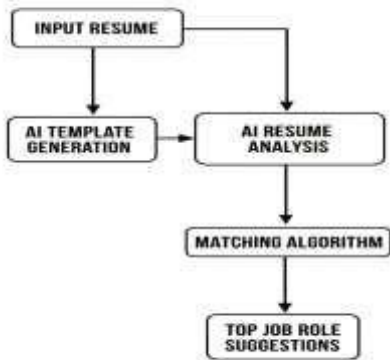 INPUT RESUME
AI TEMPLATE
GENERATION
AI RESUME
ANALYSIS
MATCHING ALGORITHM
TOP JOB ROLE
SUGGESTIONS